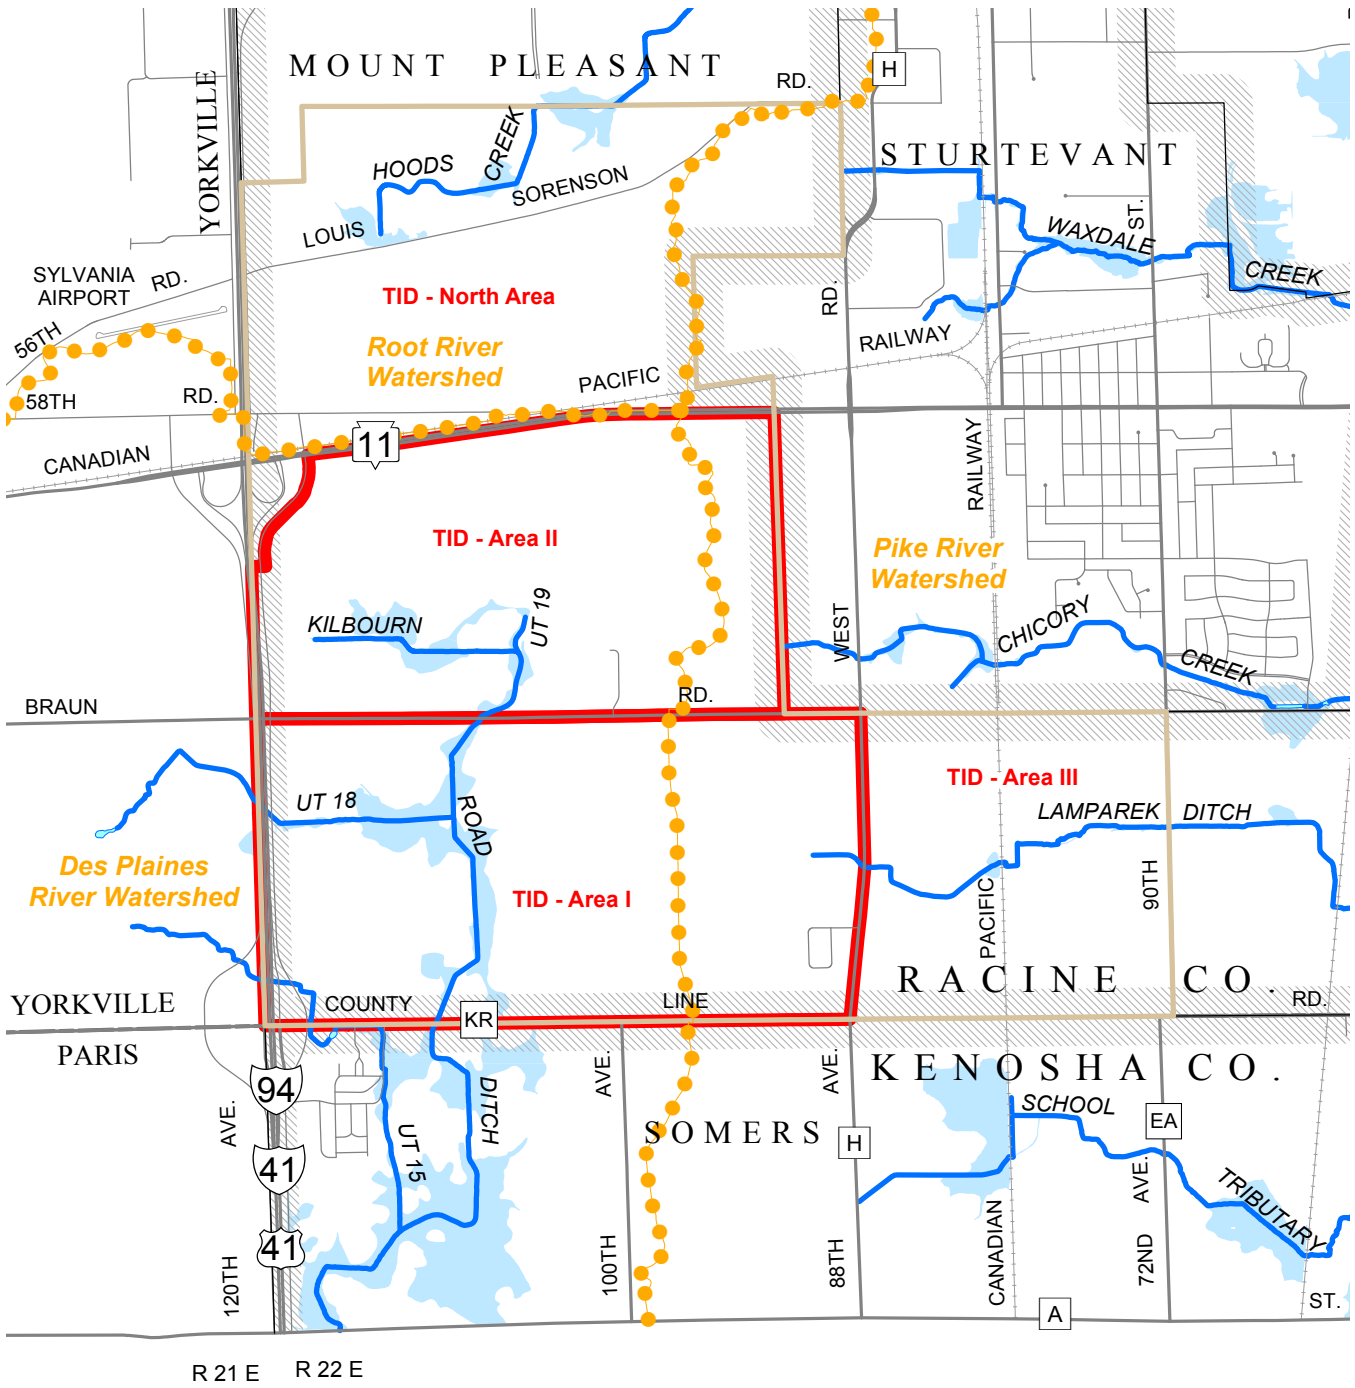 MOUNT PLEASANT
RD.
H
YORKVILLE
HOODS
CREEK
STURTEVANT
LOUIS
SORENSON
ST.
WAXDALE
CREEK
SYLVANIA
AIRPORT
RD.
56TH
TID - North Area
RD.
RAILWAY
Root River
Watershed
PACIFIC
58TH
RD.
CANADIAN
11
RAILWAY
TID - Area II
Pike River
Watershed
KILBOURN
UT 19
WEST
CHICORY
CREEK
BRAUN
RD.
TID - Area III
UT 18
ROAD
LAMPAREK DITCH
Des Plaines
River Watershed
TID - Area I
PACIFIC
90TH
RACINE CO.
YORKVILLE
COUNTY
KR
LINE
RD.
PARIS
KENOSHA CO.
94
AVE.
DITCH
AVE.
AVE.
SCHOOL
SOMERS
H
EA
41
UT 15
AVE.
TRIBUTARY
41
120TH
100TH
88TH
CANADIAN
72ND
A
ST.
R 21 E
R 22 E